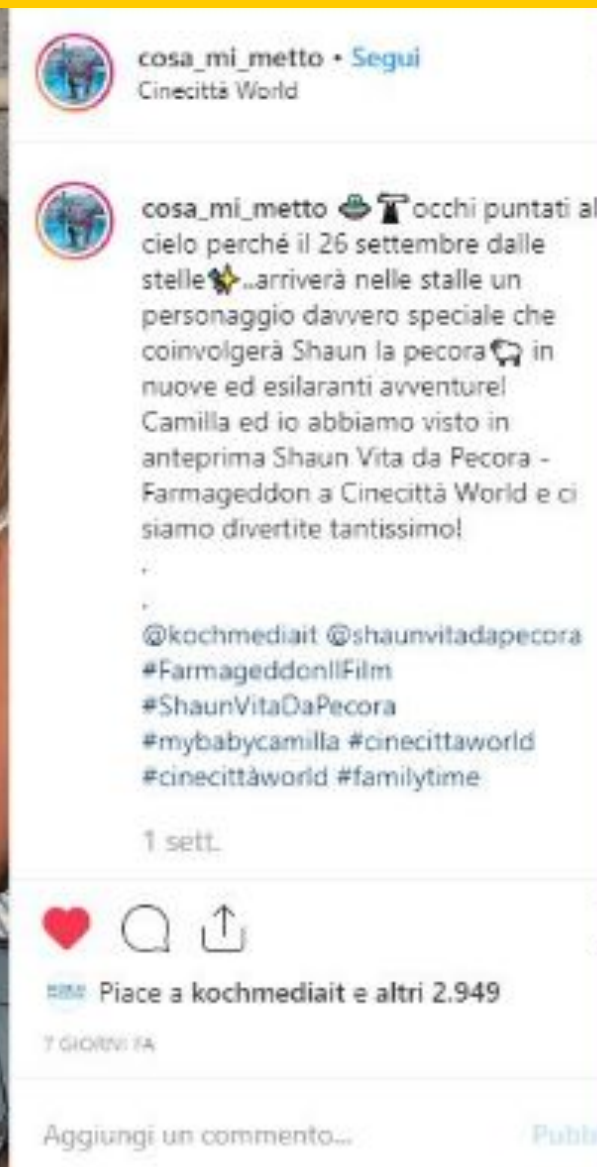 cosa_mi_metto • Segui
Cinecittà World
cosa_mi_metto 🛸🔭occhi puntati al
cielo perché il 26 settembre dalle
stelle✨..arriverà nelle stalle un
personaggio davvero speciale che
coinvolgerà Shaun la pecora🐑 in
nuove ed esilaranti avventure!
Camilla ed io abbiamo visto in
anteprima Shaun Vita da Pecora -
Farmageddon a Cinecittà World e ci
siamo divertite tantissimo!
.
.
@kochmediait @shaunvitadapecora
#FarmageddonIlFilm
#ShaunVitaDaPecora
#mybabycamilla #cinecittaworld
#cinecittàworld #familytime
1 sett.
Piace a kochmediait e altri 2.949
7 GIORNI FA
Aggiungi un commento... Pubb